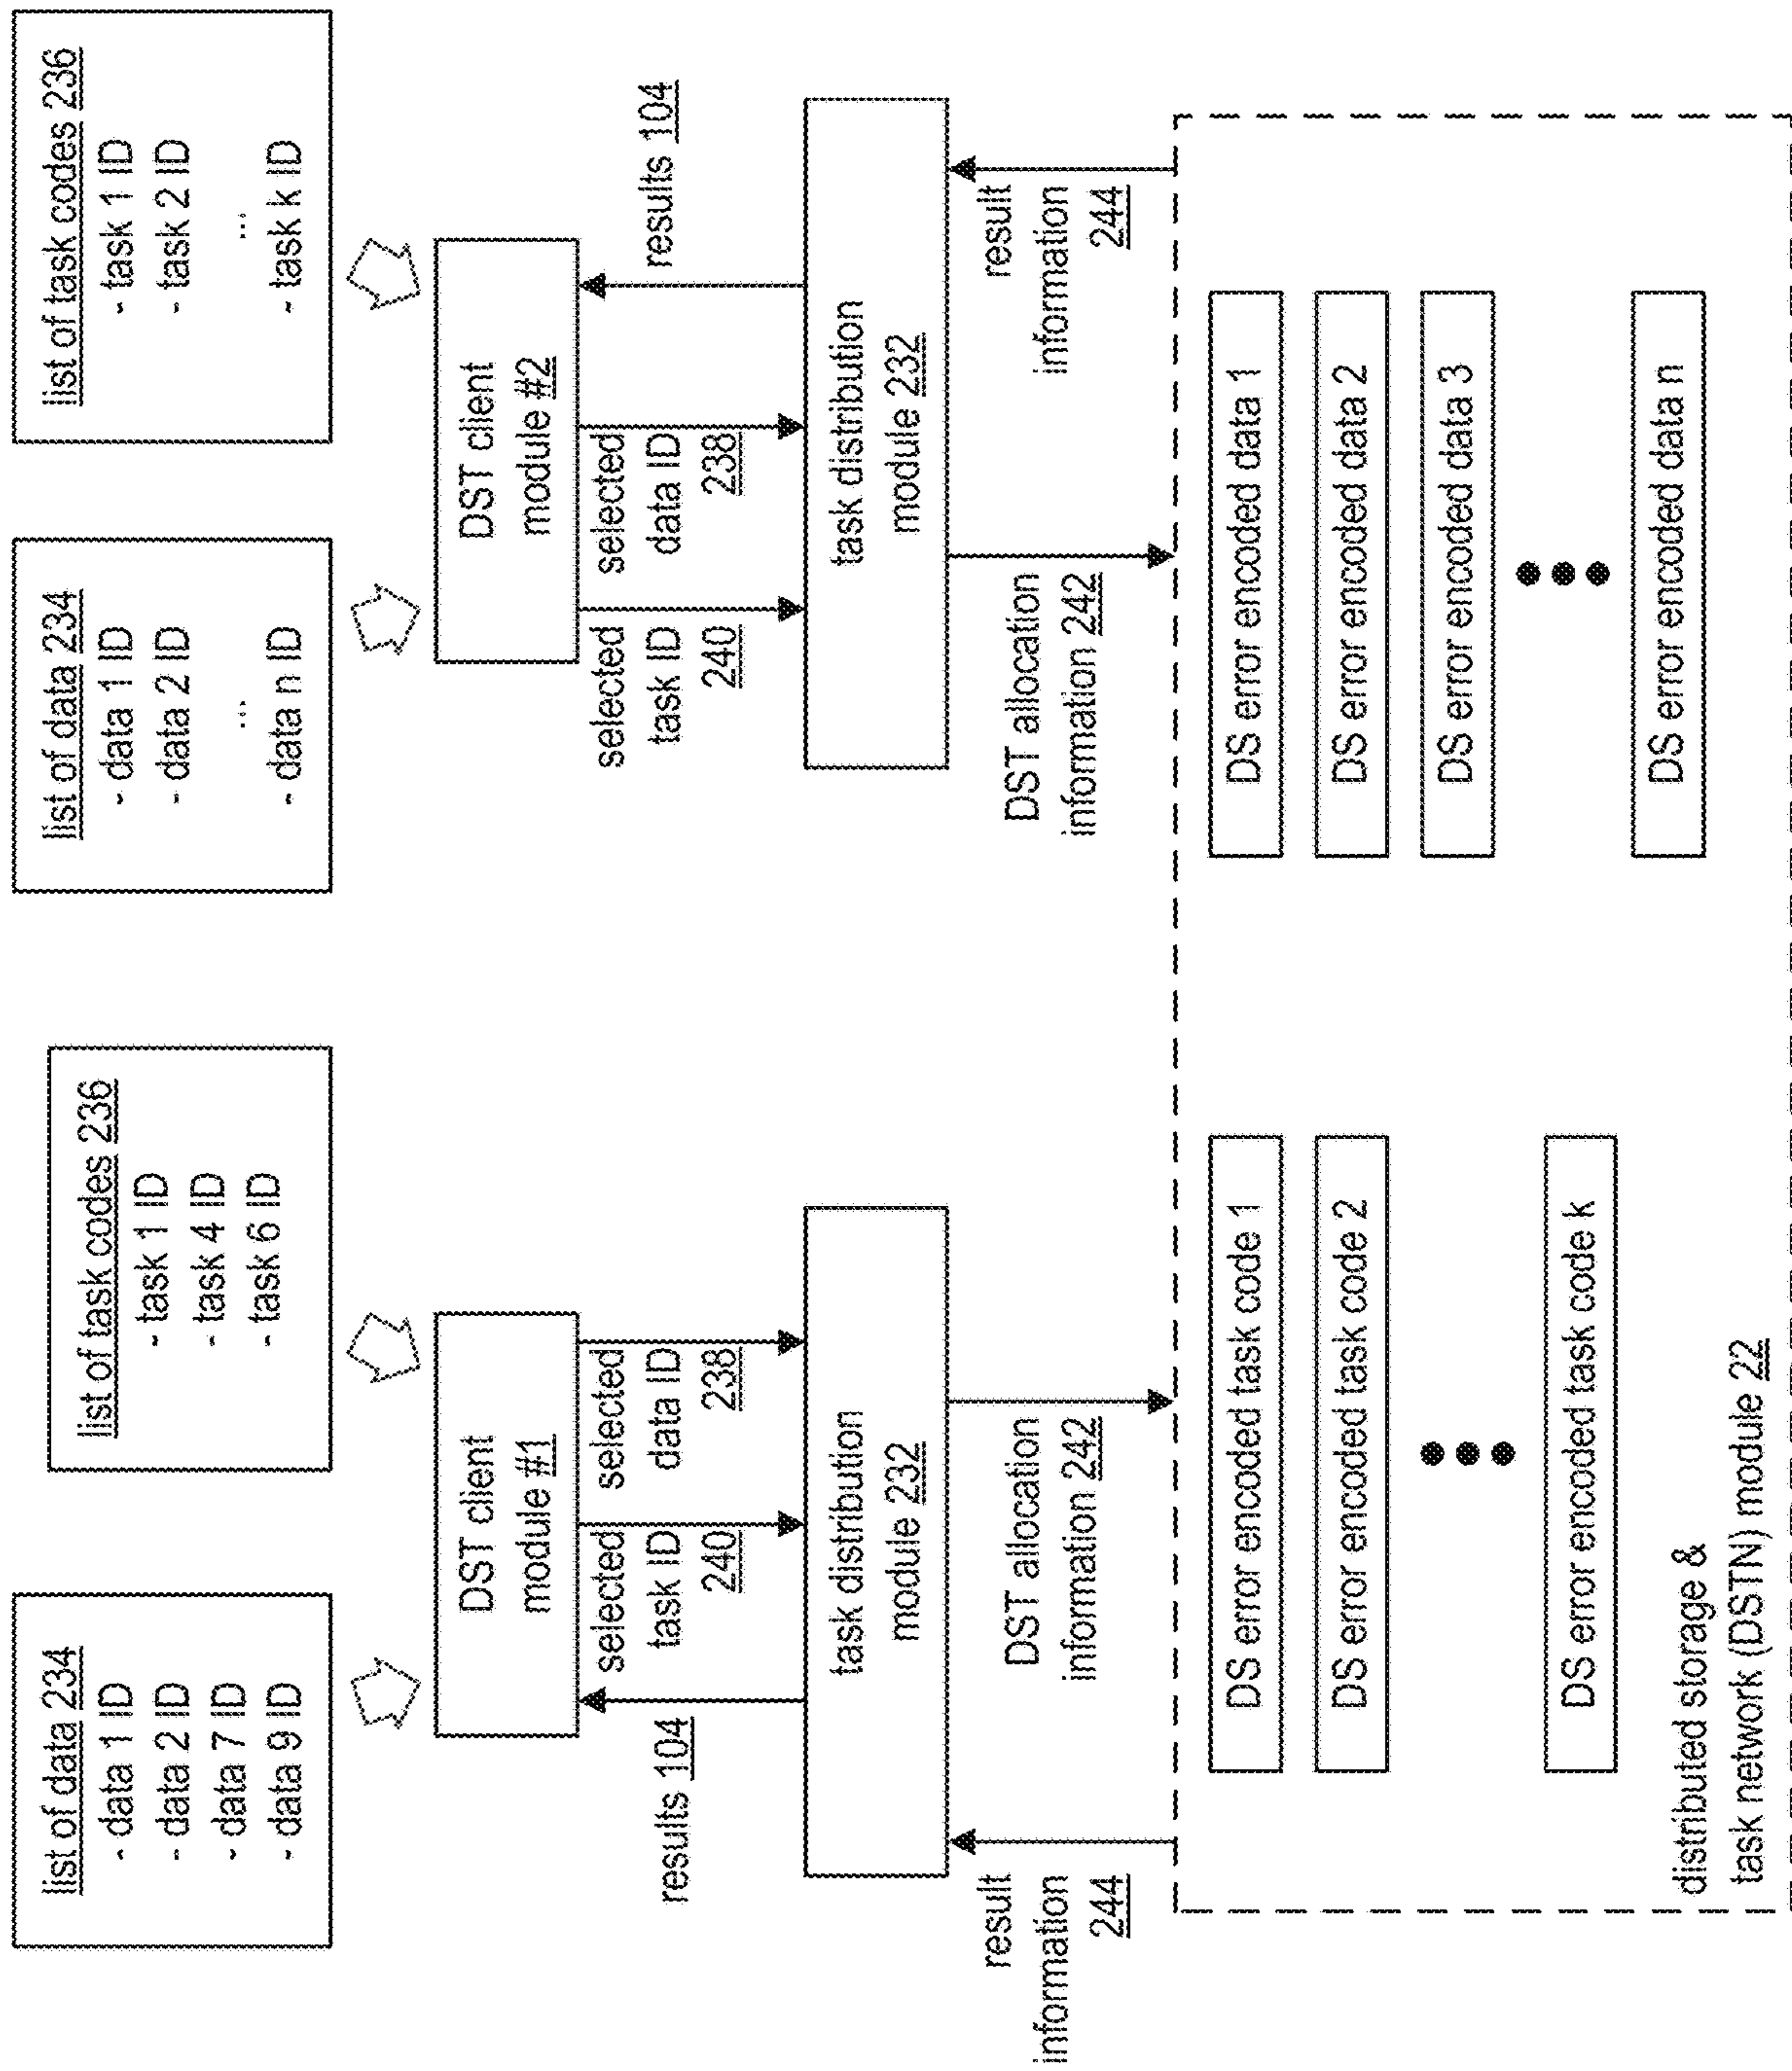 list of data 234
- data 1 ID
- data 2 ID
- data 7 ID
- data 9 ID
list of task codes 236
- task 1 ID
- task 4 ID
- task 6 ID
list of data 234
- data 1 ID
- data 2 ID
...
- data n ID
list of task codes 236
- task 1 ID
- task 2 ID
...
- task k ID
DST client
module #1
DST client
module #2
results 104
selected
task ID
240
selected
data ID
238
selected
task ID
240
selected
data ID
238
results 104
task distribution
module 232
task distribution
module 232
result
information
244
DST allocation
information 242
DST allocation
information 242
result
information
244
DS error encoded task code 1
DS error encoded task code 2
DS error encoded task code k
DS error encoded data 1
DS error encoded data 2
DS error encoded data 3
DS error encoded data n
distributed storage &
task network (DSTN) module 22